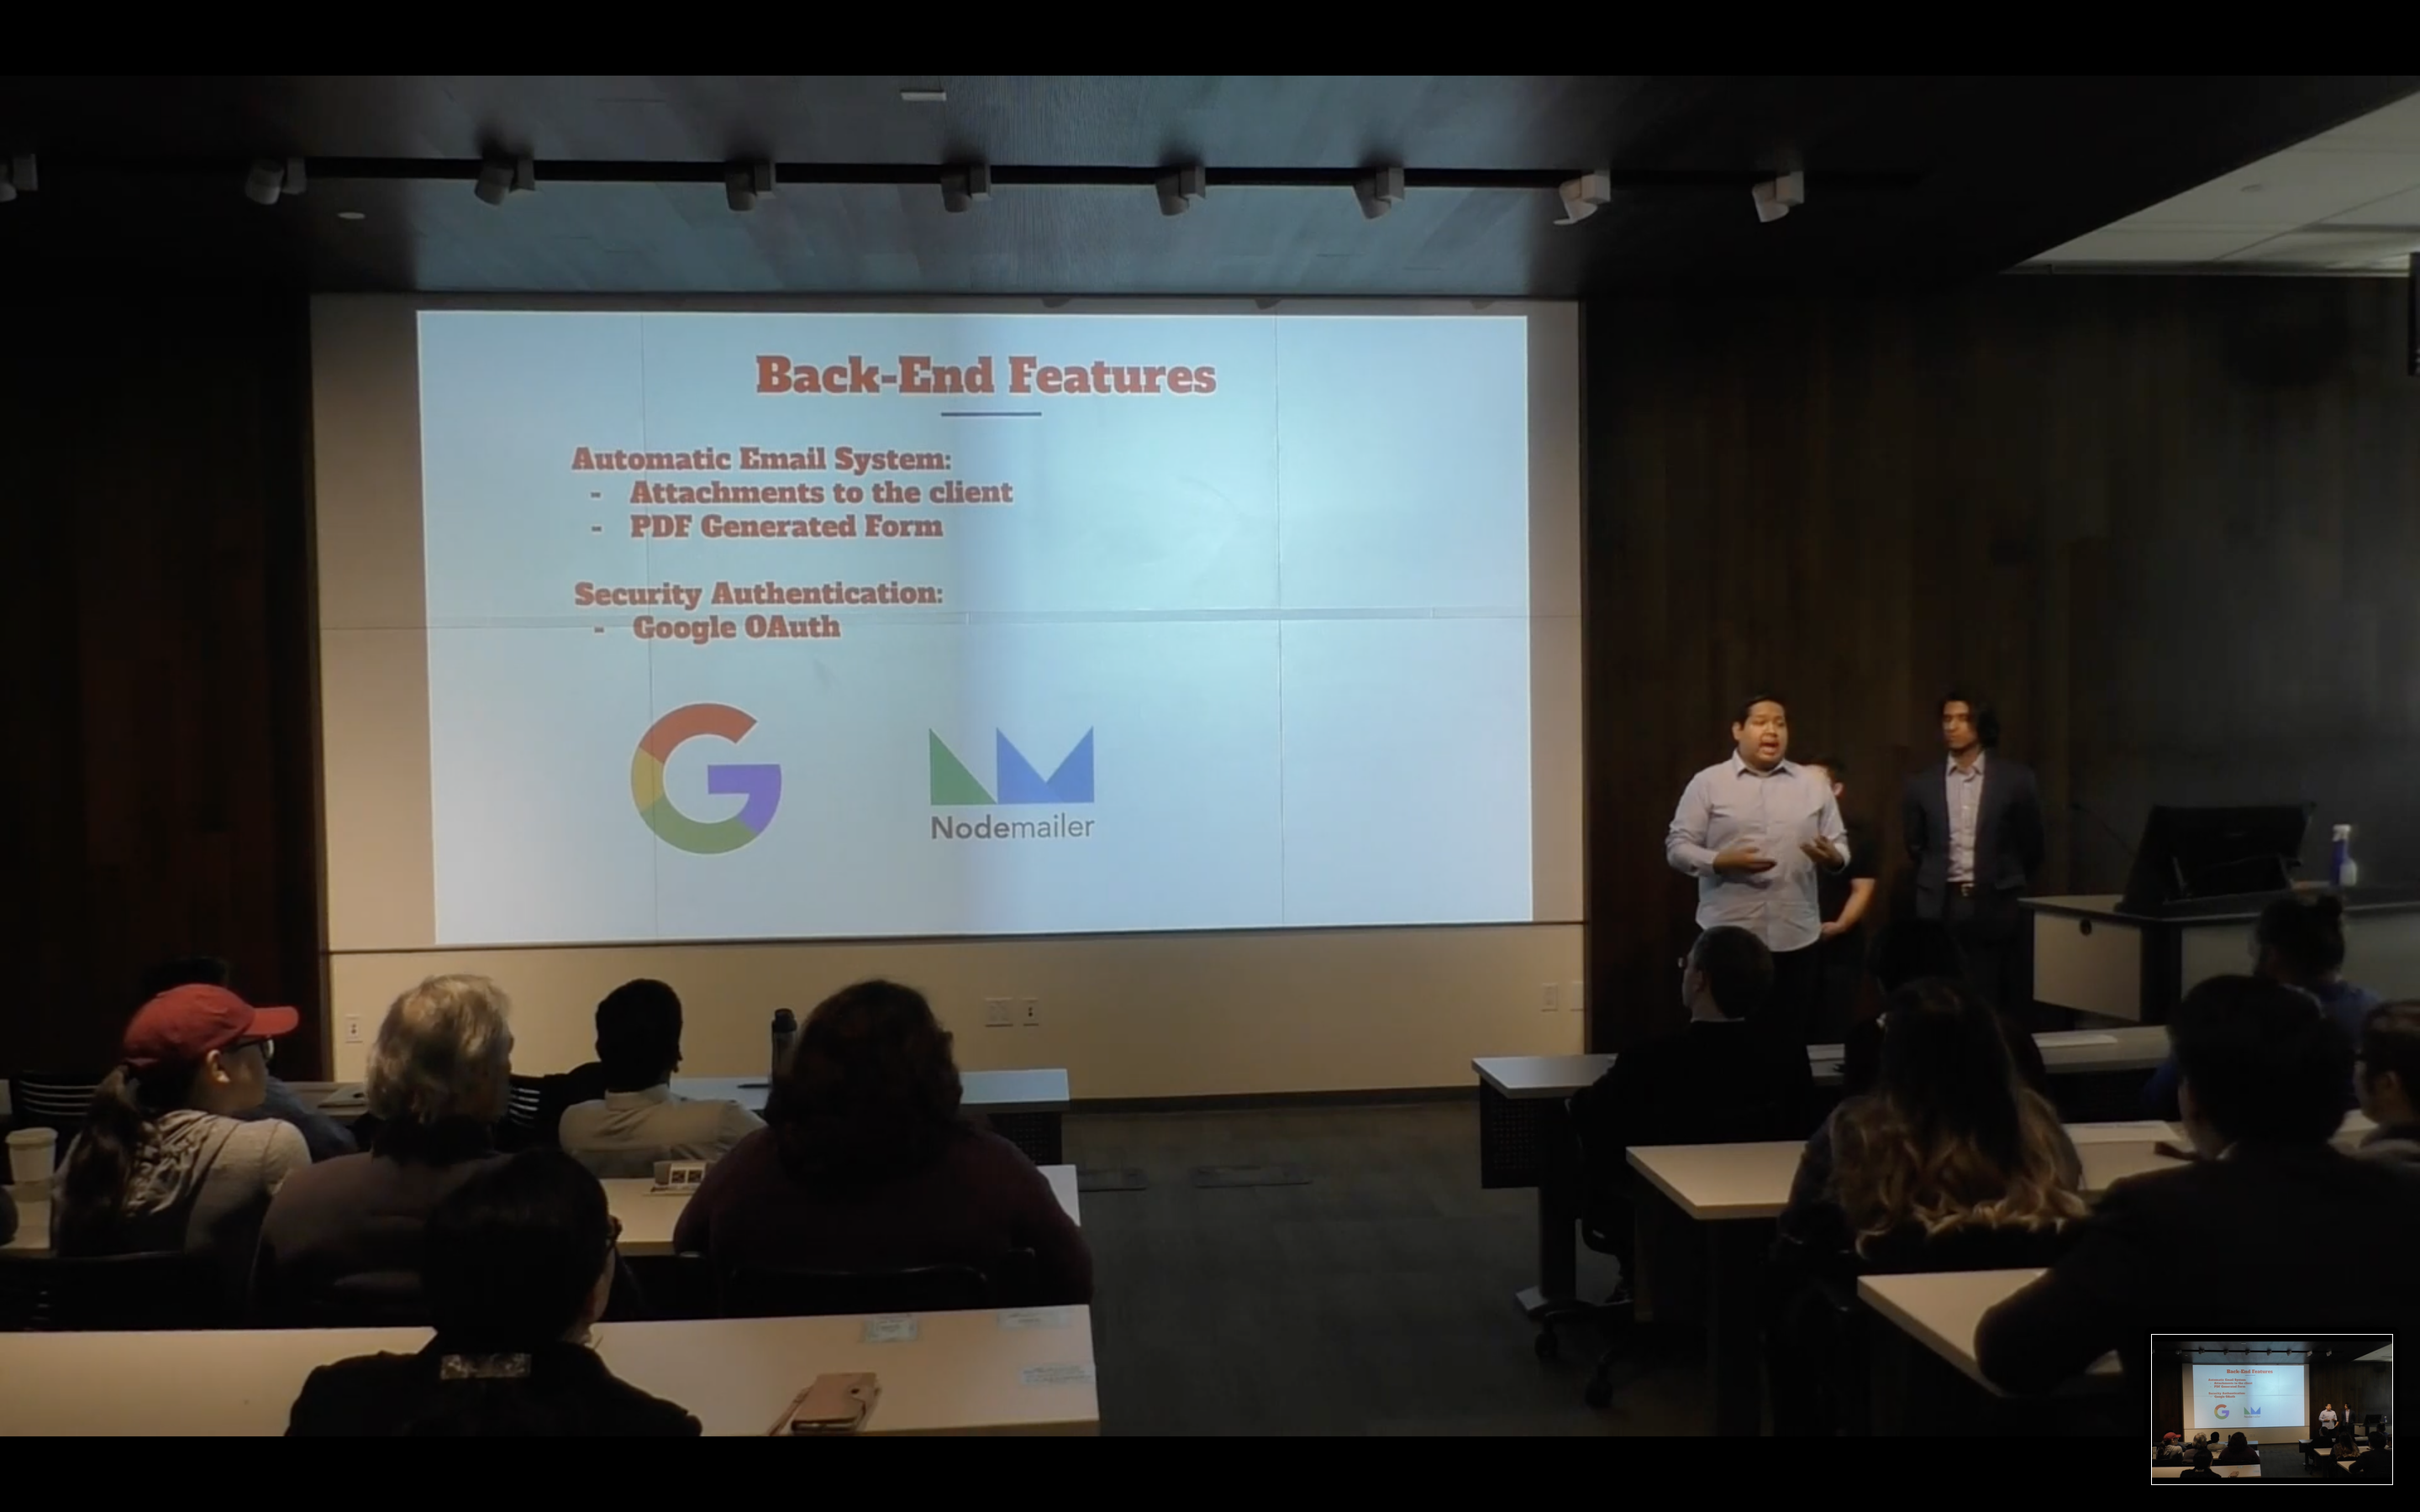 Back-End Features
Automatic Email System:
- Attachments to the client
- PDF Generated Form
Security Authentication:
- Google OAuth
Nodemailer